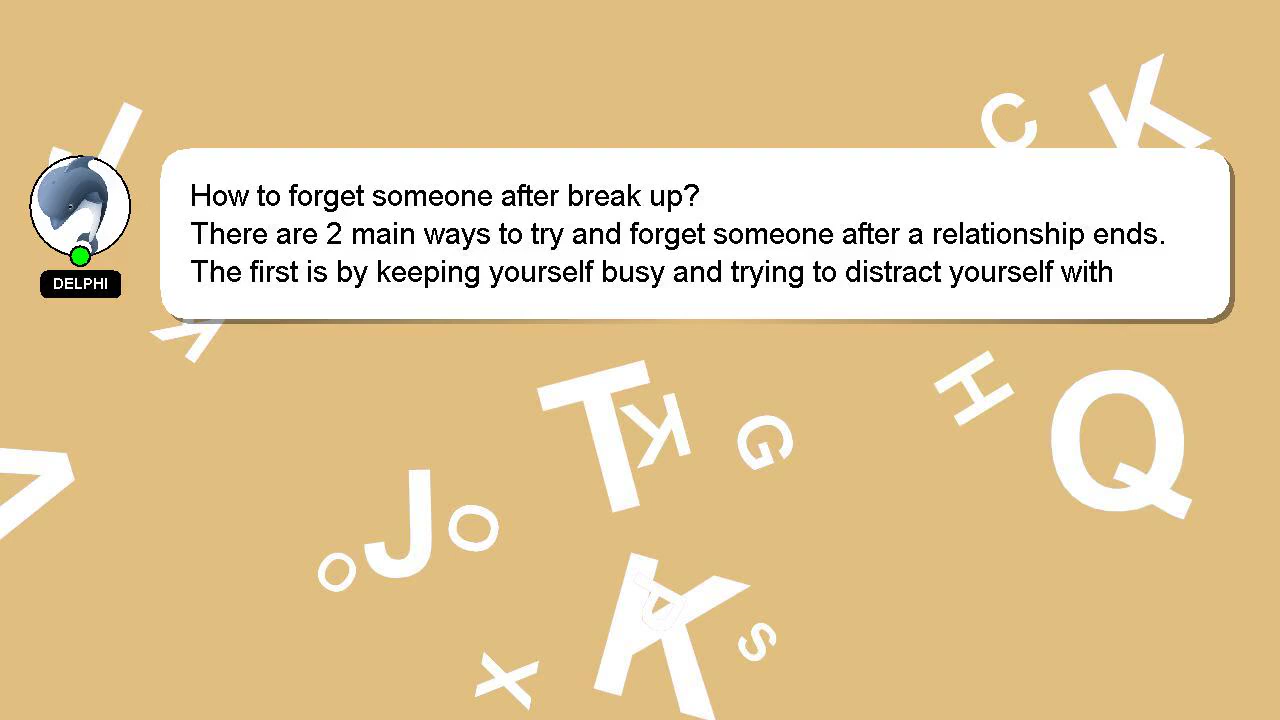 DELPHI
How to forget someone after break up?
There are 2 main ways to try and forget someone after a relationship ends.
The first is by keeping yourself busy and trying to distract yourself with
C
K
K
T
K
G
H
Q
J
O
O
K
P
S
X